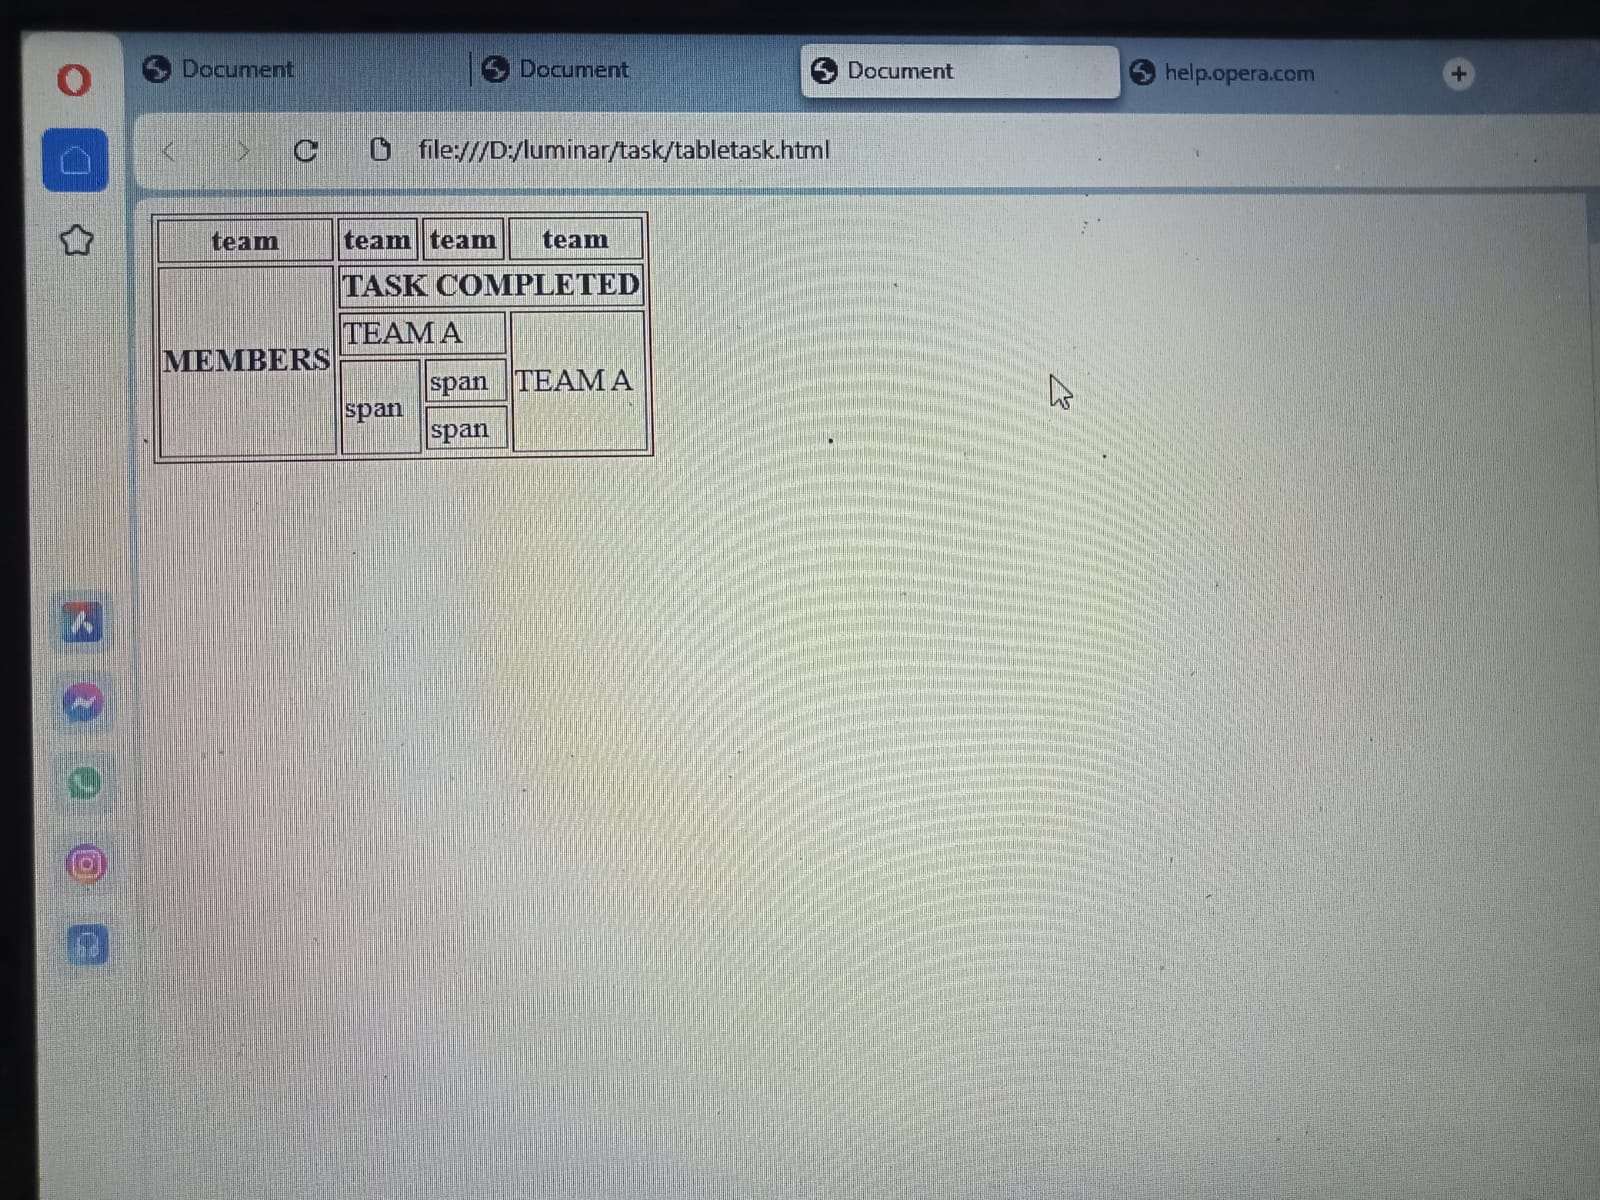 Document
Document
Document
help.opera.com
file:///D:/luminar/task/tabletask.html
team team team team
MEMBERS
TASK COMPLETED
TEAM A
TEAM A
span
span
span